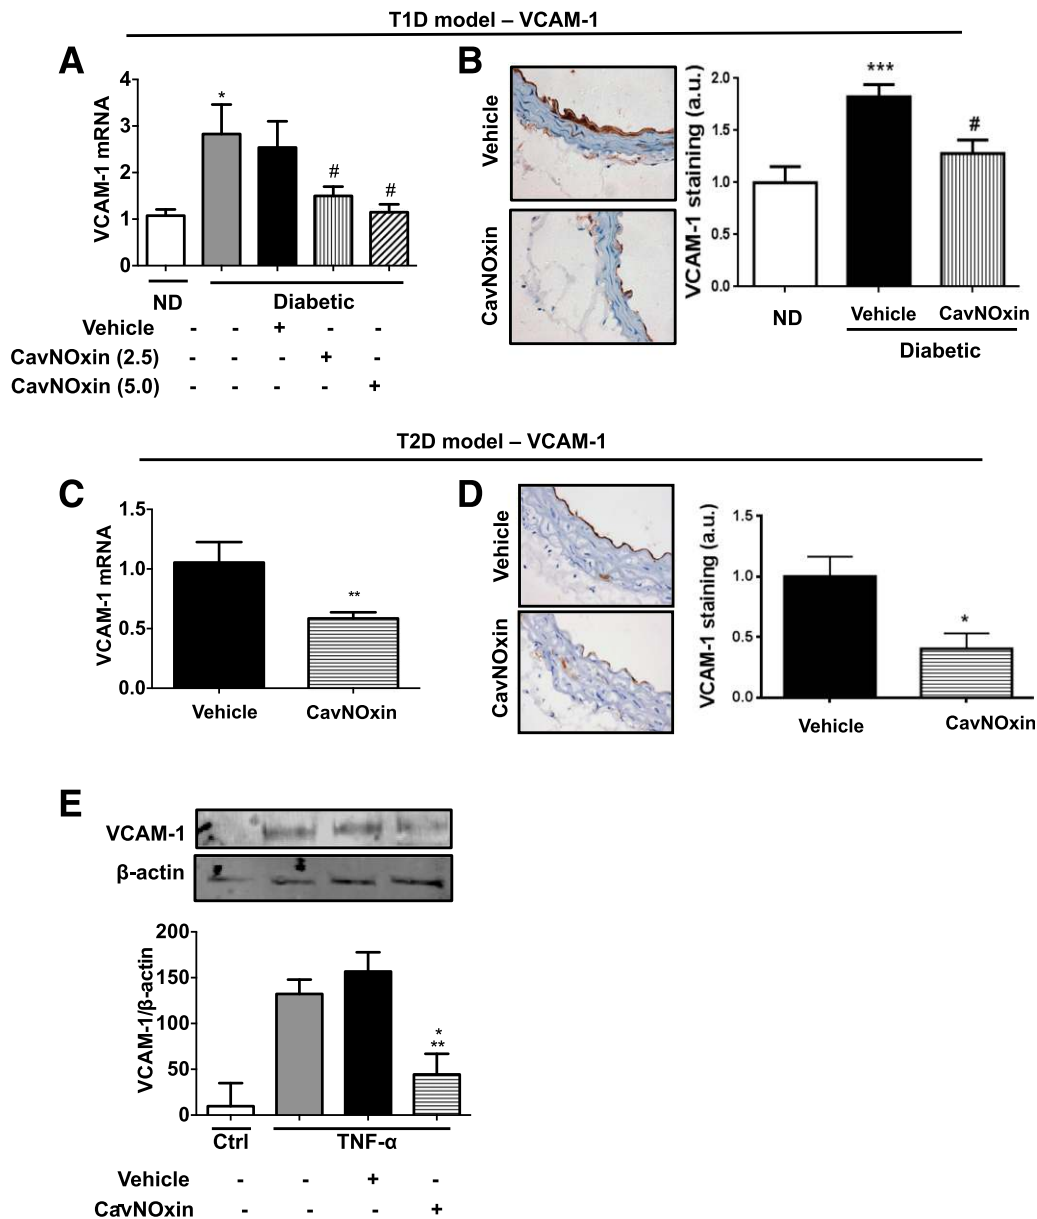 T1D model – VCAM-1
A
VCAM-1 mRNA
4
3
2
1
0
*
#
#
ND
Diabetic
Vehicle - - + - -
CavNOxin (2.5) - - - + -
CavNOxin (5.0) - - - - +
B
Vehicle
CavNOxin
VCAM-1 staining (a.u.)
2.0
1.5
1.0
0.5
0.0
***
#
ND
Vehicle
CavNOxin
Diabetic
T2D model – VCAM-1
C
VCAM-1 mRNA
1.5
1.0
0.5
0.0
**
Vehicle
CavNOxin
D
Vehicle
CavNOxin
VCAM-1 staining (a.u.)
1.5
1.0
0.5
0.0
*
Vehicle
CavNOxin
E
VCAM-1
β-actin
VCAM-1/β-actin
200
150
100
50
0
*
**
Ctrl
TNF-α
Vehicle - - + -
CavNOxin - - - +